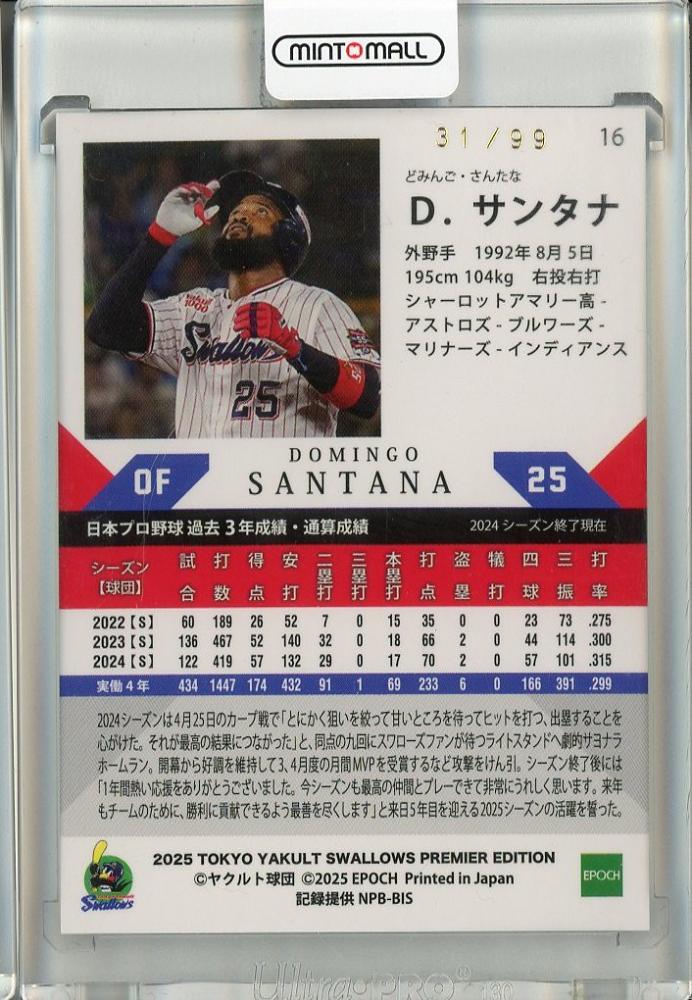 MINTOMALL
31/99
16
どみんご・さんたな
D. サンタナ
外野手 1992年8月5日
195cm 104kg 右投右打
シャーロットアマリー高 -
アストロズ - ブルワーズ -
マリナーズ - インディアンス
Yakult
1000
Swallows
25
DOMINGO
SANTANA
OF
25
日本プロ野球 過去3年成績・通算成績
2024シーズン終了現在
シーズン【球団】 試合 打数 得点 安打 二塁打 三塁打 本塁打 打点 盗塁 犠打 四球 三振 打率
2022【S】 60 189 26 52 7 0 15 35 0 0 23 73 .275
2023【S】 136 467 52 140 32 0 18 66 2 0 44 114 .300
2024【S】 122 419 57 132 29 0 17 70 2 0 57 101 .315
実働4年 434 1447 174 432 91 1 69 233 6 0 166 391 .299
2024シーズンは4月25日のカープ戦で「とにかく狙いを絞って甘いところを待ってヒットを打つ、出塁することを
心がけた。それが最高の結果につながった」と、同点の九回にスワローズファンが待つライトスタンドへ劇的サヨナラ
ホームラン。開幕から好調を維持して3、4月度の月間MVPを受賞するなど攻撃をけん引。シーズン終了後には
「1年間熱い応援をありがとうございました。今シーズンも最高の仲間とプレーできて非常にうれしく思います。来年
もチームのために、勝利に貢献できるよう最善を尽くします」と来日5年目を迎える2025シーズンの活躍を誓った。
Swallows
2025 TOKYO YAKULT SWALLOWS PREMIER EDITION
©ヤクルト球団 ©2025 EPOCH Printed in Japan
記録提供 NPB-BIS
EPOCH
Ultra・PRO® 130